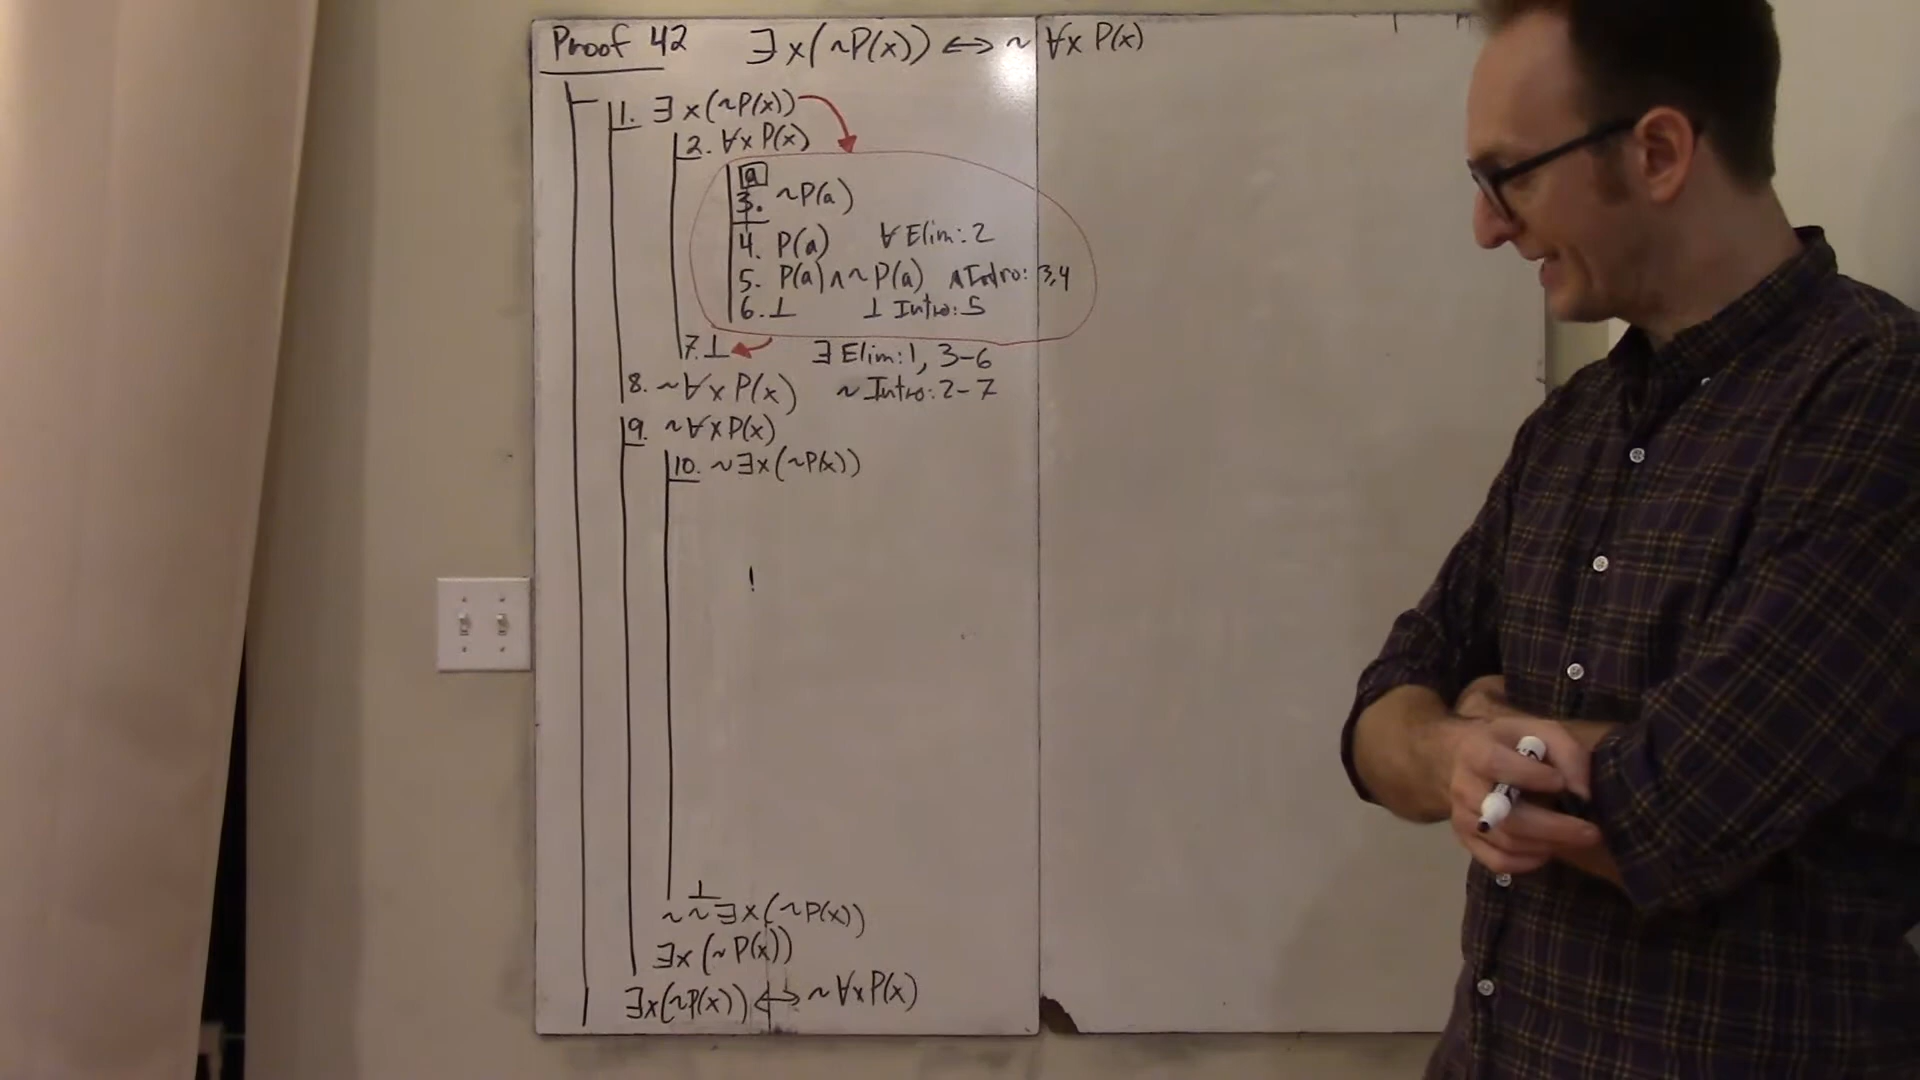 Proof 42 ∃x(~P(x)) ↔ ~∀x P(x)
1. ∃x(~P(x))
2. ∀x P(x)
a
3. ~P(a)
4. P(a) ∀ Elim: 2
5. P(a) ∧ ~P(a) ∧ Intro: 3,4
6. ⊥ ⊥ Intro: 5
7. ⊥ ∃ Elim: 1, 3-6
8. ~∀x P(x) ~ Intro: 2-7
9. ~∀x P(x)
10. ~∃x(~P(x))
!
⊥
~~∃x(~P(x))
∃x(~P(x))
∃x(~P(x)) ↔ ~∀x P(x)